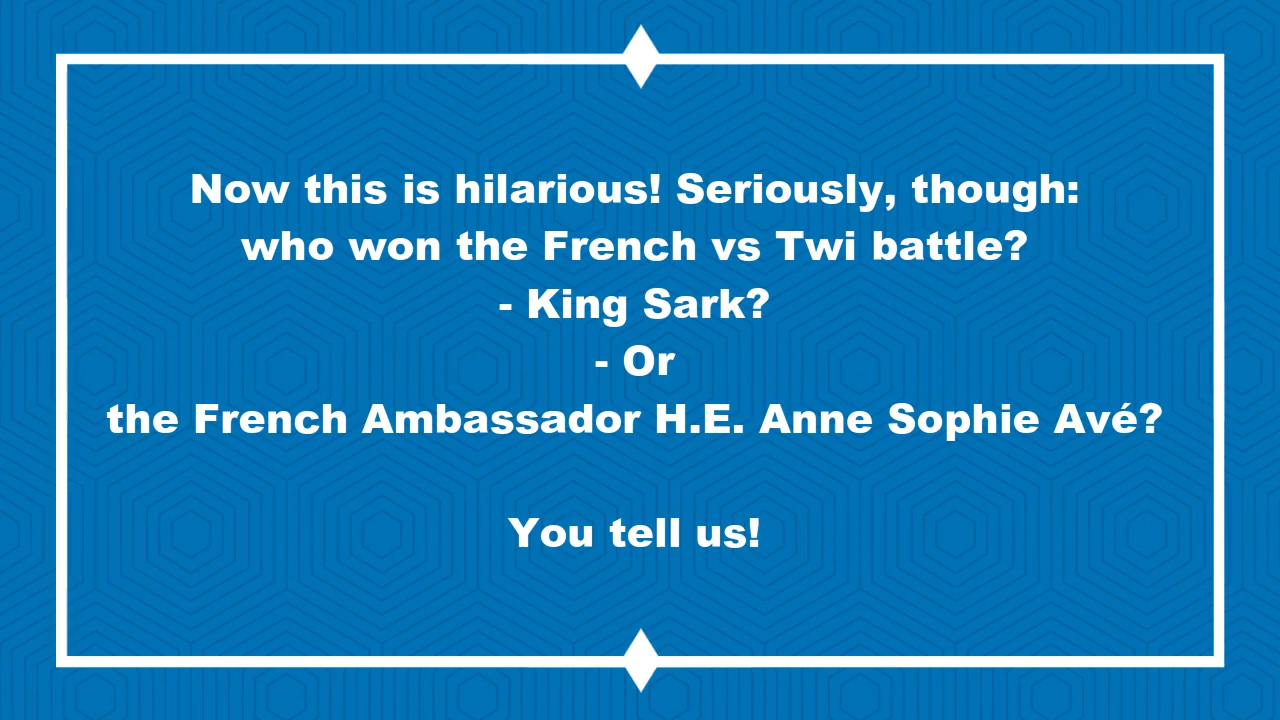 Now this is hilarious! Seriously, though:
who won the French vs Twi battle?
- King Sark?
- Or
the French Ambassador H.E. Anne Sophie Avé?
You tell us!